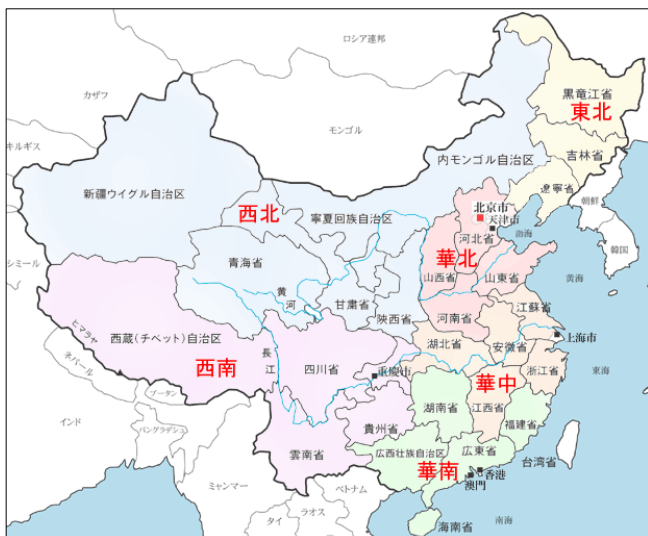 ロシア連邦
カザフ
モンゴル
キルギス
黒竜江省
東北
吉林省
内モンゴル自治区
遼寧省
朝鮮
新疆ウイグル自治区
西北
寧夏回族自治区
北京市
天津市
渤海
河北省
韓国
華北
青海省
山西省
山東省
黄海
シミール
黄河
甘粛省
陝西省
河南省
江蘇省
ヒマラヤ
西蔵(チベット)自治区
湖北省
安徽省
上海市
ネパール
西南
長江
四川省
重慶市
華中
浙江省
東海
ブータン
湖南省
江西省
インド
バングラデシュ
貴州省
福建省
雲南省
広西壮族自治区
広東省
台湾省
華南
香港
澳門
ミャンマー
ベトナム
ラオス
タイ
海南省
南海